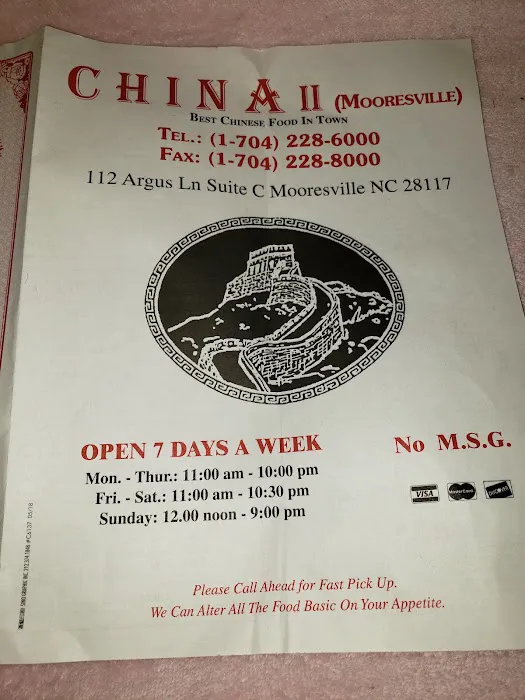 CHINA II (MOORESVILLE)
BEST CHINESE FOOD IN TOWN
TEL.: (1-704) 228-6000
FAX: (1-704) 228-8000
112 Argus Ln Suite C Mooresville NC 28117
OPEN 7 DAYS A WEEK
No M.S.G.
Mon. - Thur.: 11:00 am - 10:00 pm
Fri. - Sat.: 11:00 am - 10:30 pm
Sunday: 12.00 noon - 9:00 pm
VISA MasterCard DISCOVER
Please Call Ahead for Fast Pick Up.
We Can Alter All The Food Basic On Your Appetite.